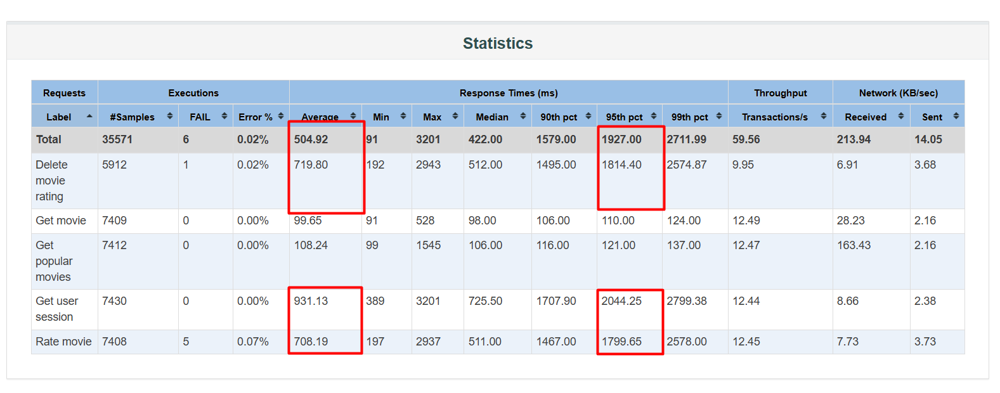 Statistics
Requests Executions Response Times (ms) Throughput Network (KB/sec)
Label #Samples FAIL Error % Average Min Max Median 90th pct 95th pct 99th pct Transactions/s Received Sent
Total 35571 6 0.02% 504.92 91 3201 422.00 1579.00 1927.00 2711.99 59.56 213.94 14.05
Delete 5912 1 0.02% 719.80 192 2943 512.00 1495.00 1814.40 2574.87 9.95 6.91 3.68
movie
rating
Get movie 7409 0 0.00% 99.65 91 528 98.00 106.00 110.00 124.00 12.49 28.23 2.16
Get 7412 0 0.00% 108.24 99 1545 106.00 116.00 121.00 137.00 12.47 163.43 2.16
popular
movies
Get user 7430 0 0.00% 931.13 389 3201 725.50 1707.90 2044.25 2799.38 12.44 8.66 2.38
session
Rate movie 7408 5 0.07% 708.19 197 2937 511.00 1467.00 1799.65 2578.00 12.45 7.73 3.73